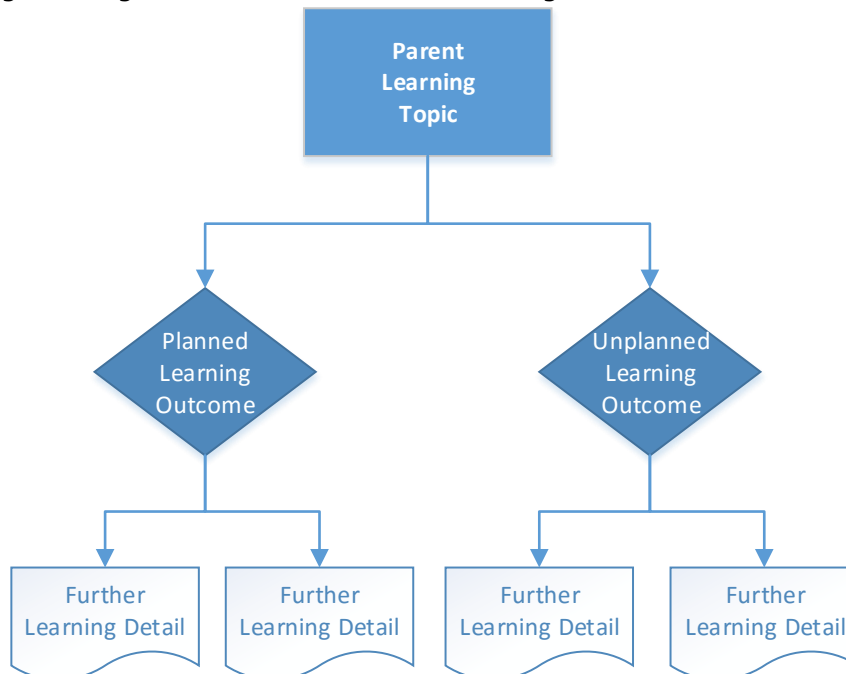 Parent
Learning
Topic
Planned
Learning
Outcome
Unplanned
Learning
Outcome
Further
Learning Detail
Further
Learning Detail
Further
Learning Detail
Further
Learning Detail